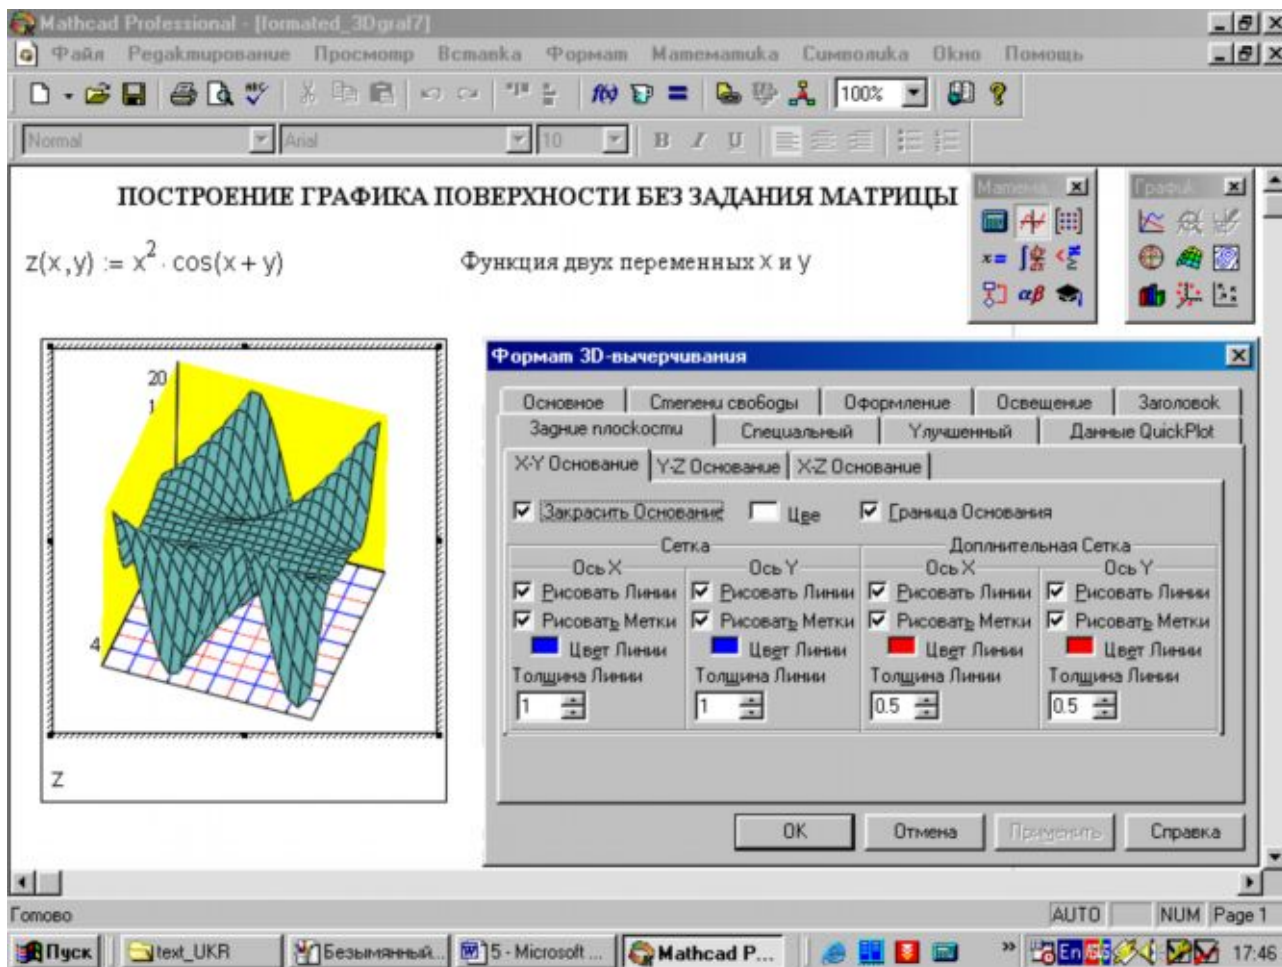 Mathcad Professional - [formated_3Dgraf7]
Файл Редактирование Просмотр Вставка Формат Математика Символика Окно Помощь
100%
Normal Arial 10 B I U
ПОСТРОЕНИЕ ГРАФИКА ПОВЕРХНОСТИ БЕЗ ЗАДАНИЯ МАТРИЦЫ
z(x,y) := x² · cos(x + y) Функция двух переменных x и y
Матема
График
20
1
4
z
Формат 3D-вычерчивания
Основное Степени свободы Оформление Освещение Заголовок
Задние плоскости Специальный Улучшенный Данные QuickPlot
X-Y Основание Y-Z Основание X-Z Основание
Закрасить Основание Цве Граница Основания
Сетка Доплнительная Сетка
Ось X Ось Y Ось X Ось Y
Рисовать Линии Рисовать Линии Рисовать Линии Рисовать Линии
Рисовать Метки Рисовать Метки Рисовать Метки Рисовать Метки
Цвет Линии Цвет Линии Цвет Линии Цвет Линии
Толщина Линии Толщина Линии Толщина Линии Толщина Линии
1 1 0.5 0.5
OK Отмена Применить Справка
Готово AUTO NUM Page 1
Пуск text_UKR Безымянный... 5 - Microsoft ... Mathcad P... » En 17:46